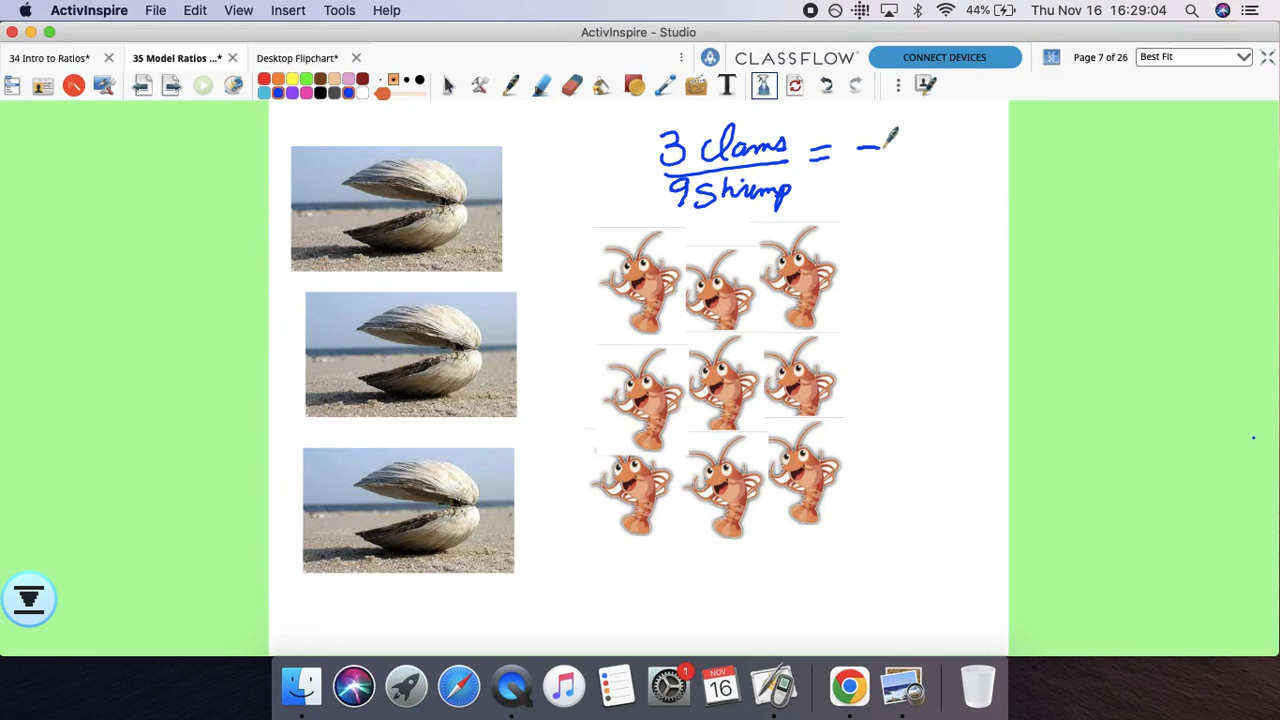 ActivInspire File Edit View Insert Tools Help 44% Thu Nov 16 16:29:04
ActivInspire - Studio
34 Intro to Ratios* 35 Model Ratios ...* Desktop Flipchart* CLASSFLOW CONNECT DEVICES Page 7 of 26 Best Fit
3 clams =
9 Shrimp
1
NOV
16